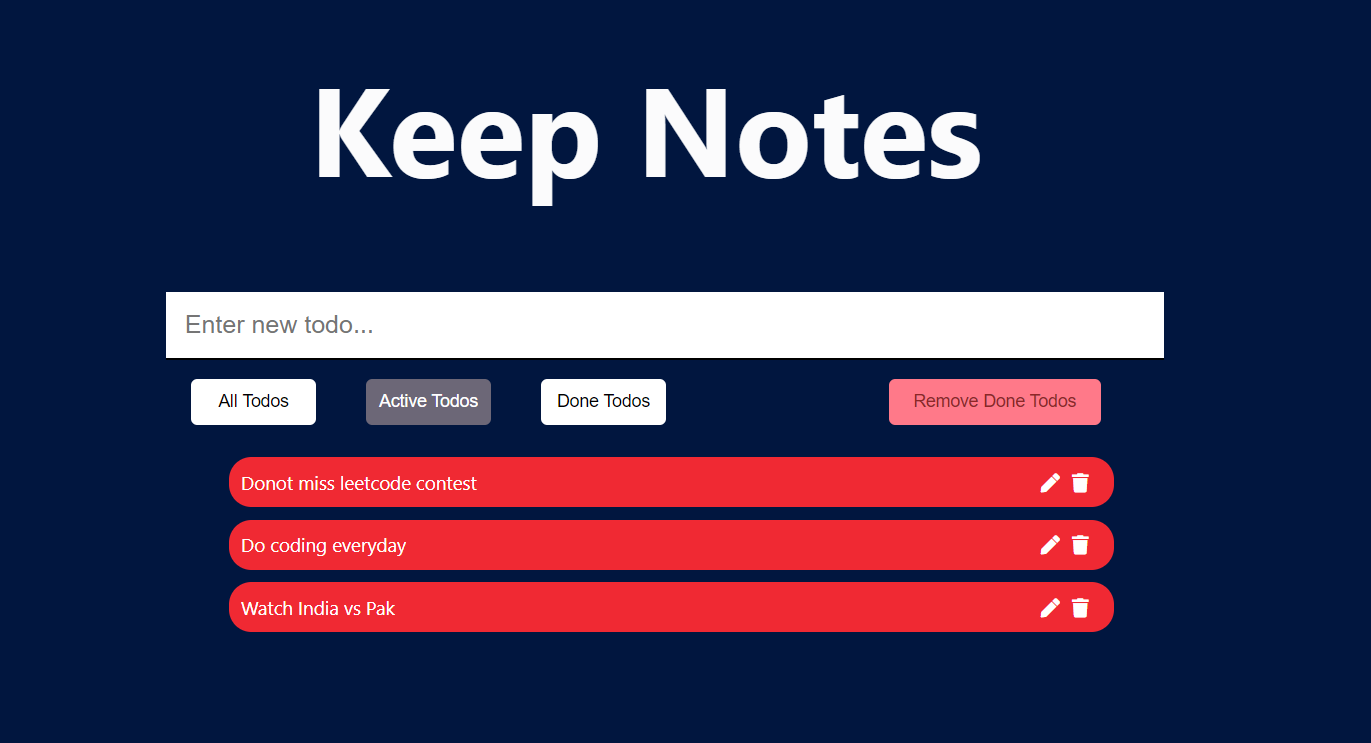 Keep Notes
Enter new todo...
All Todos Active Todos Done Todos Remove Done Todos
Donot miss leetcode contest
Do coding everyday
Watch India vs Pak